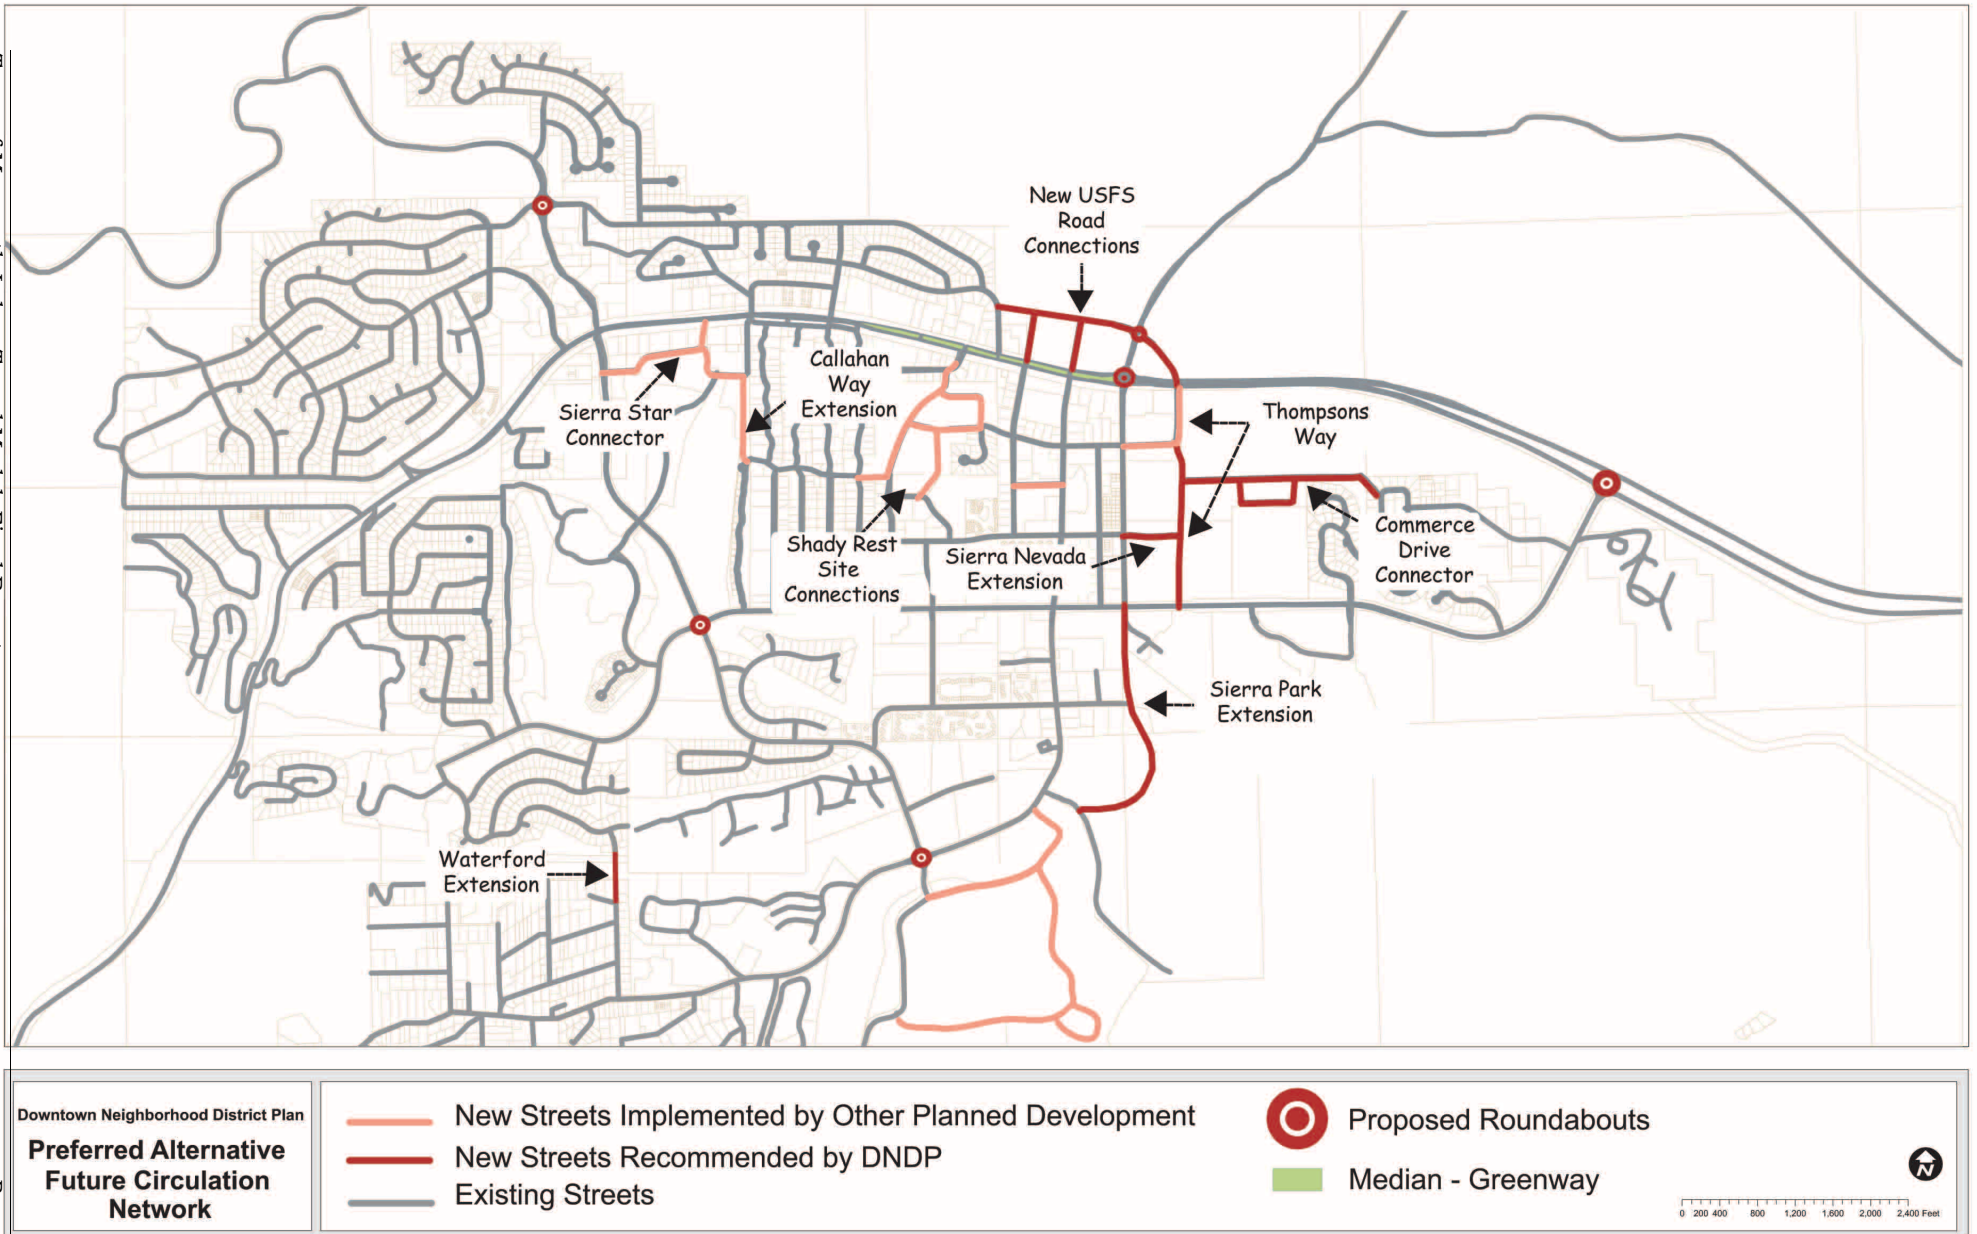 New USFS
Road
Connections
Callahan
Way
Extension
Sierra Star
Connector
Thompsons
Way
Shady Rest
Site
Connections
Sierra Nevada
Extension
Commerce
Drive
Connector
Sierra Park
Extension
Waterford
Extension
Downtown Neighborhood District Plan
Preferred Alternative
Future Circulation
Network
New Streets Implemented by Other Planned Development
New Streets Recommended by DNDP
Existing Streets
Proposed Roundabouts
Median - Greenway
N
0 200 400 800 1,200 1,600 2,000 2,400 Feet